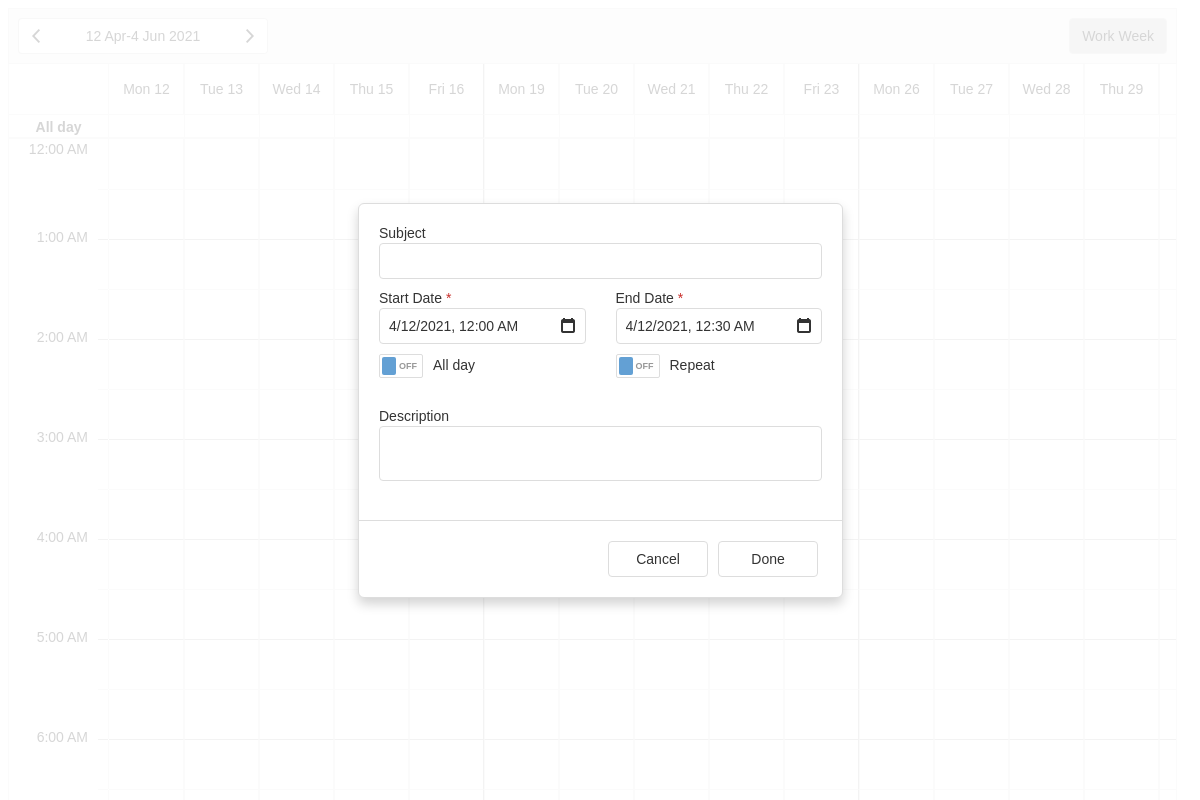 12 Apr-4 Jun 2021 Work Week
Mon 12 Tue 13 Wed 14 Thu 15 Fri 16 Mon 19 Tue 20 Wed 21 Thu 22 Fri 23 Mon 26 Tue 27 Wed 28 Thu 29
All day
12:00 AM
1:00 AM
2:00 AM
3:00 AM
4:00 AM
5:00 AM
6:00 AM
Subject
Start Date * End Date *
4/12/2021, 12:00 AM 4/12/2021, 12:30 AM
OFF All day OFF Repeat
Description
Cancel Done